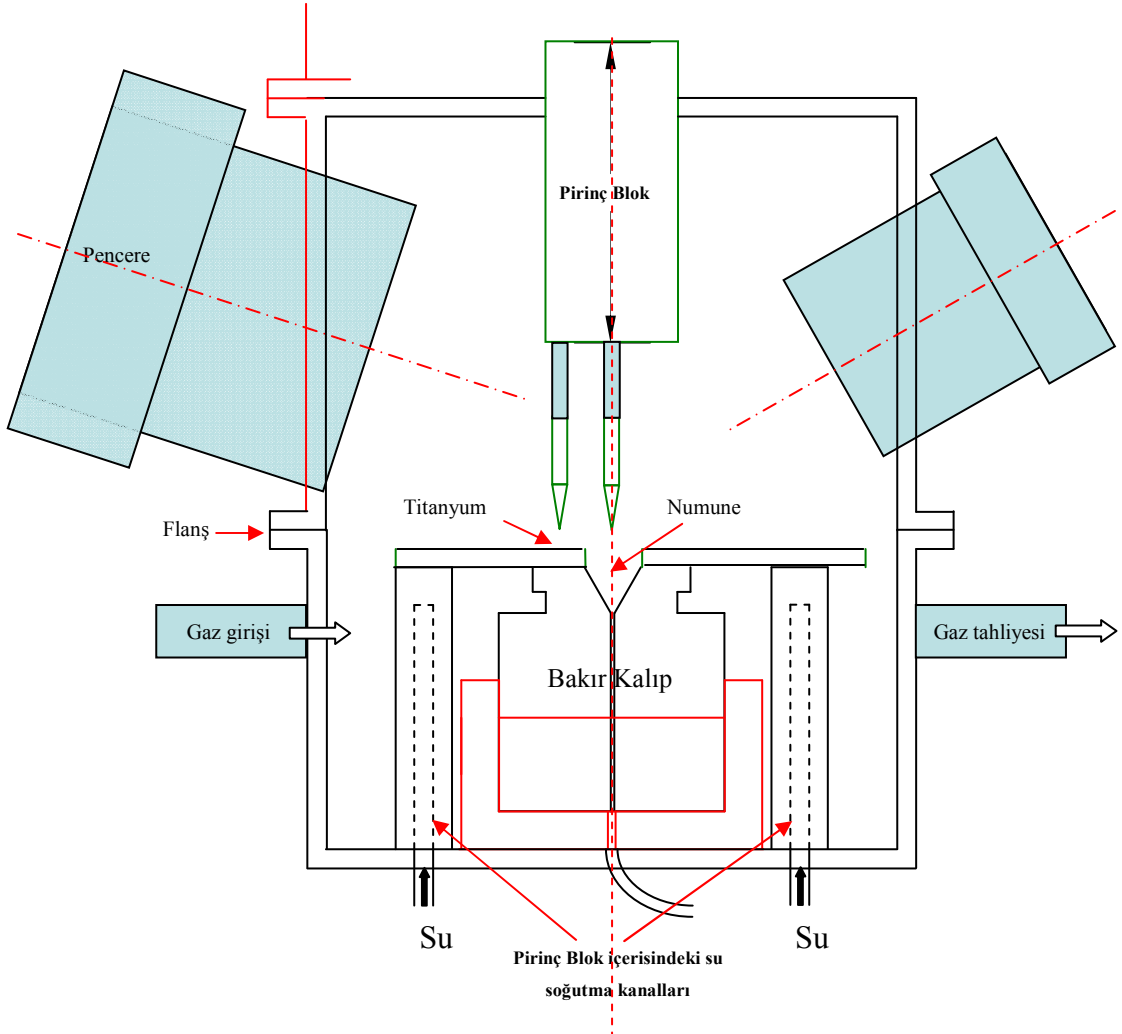 Pirinç Blok
Pencere
Titanyum
Numune
Flanş
Gaz girişi
Gaz tahliyesi
Bakır Kalıp
Su
Su
Pirinç Blok içerisindeki su
soğutma kanalları